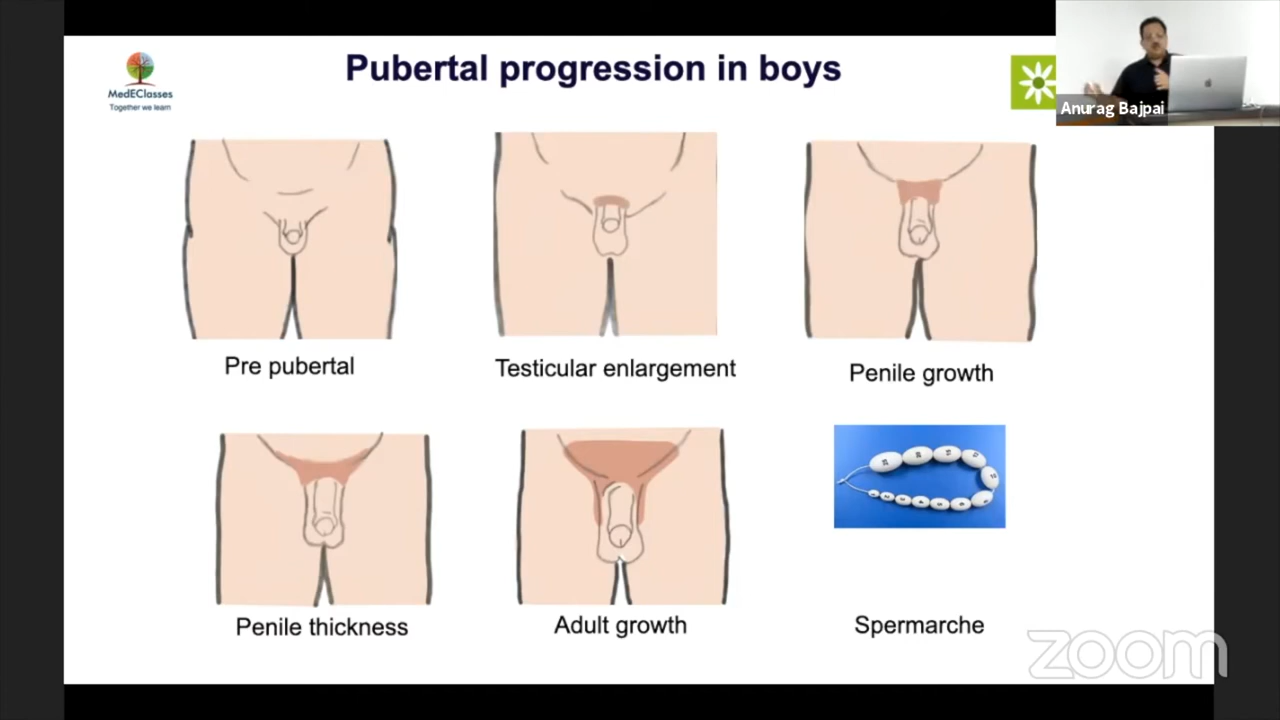 Pubertal progression in boys
MedEClasses
Together we learn
Anurag Bajpai
Pre pubertal
Testicular enlargement
Penile growth
Penile thickness
Adult growth
Spermarche
zoom